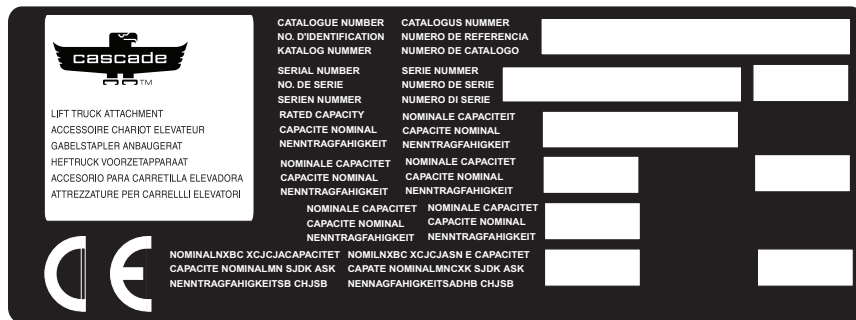 cascade
TM
LIFT TRUCK ATTACHMENT
ACCESSOIRE CHARIOT ELEVATEUR
GABELSTAPLER ANBAUGERAT
HEFTRUCK VOORZETAPPARAAT
ACCESORIO PARA CARRETILLA ELEVADORA
ATTREZZATURE PER CARRELLLI ELEVATORI
CATALOGUE NUMBER CATALOGUS NUMMER
NO. D'IDENTIFICATION NUMERO DE REFERENCIA
KATALOG NUMMER NUMERO DE CATALOGO
SERIAL NUMBER SERIE NUMMER
NO. DE SERIE NUMERO DE SERIE
SERIEN NUMMER NUMERO DI SERIE
RATED CAPACITY NOMINALE CAPACITEIT
CAPACITE NOMINAL CAPACITE NOMINAL
NENNTRAGFAHIGKEIT NENNTRAGFAHIGKEIT
NOMINALE CAPACITET NOMINALE CAPACITET
CAPACITE NOMINAL CAPACITE NOMINAL
NENNTRAGFAHIGKEIT NENNTRAGFAHIGKEIT
NOMINALE CAPACITET NOMINALE CAPACITET
CAPACITE NOMINAL CAPACITE NOMINAL
NENNTRAGFAHIGKEIT NENNTRAGFAHIGKEIT
CE
NOMINALNXBC XCJCJACAPACITET NOMILNXBC XCJCJASN E CAPACITET
CAPACITE NOMINALMN SJDK ASK CAPATE NOMINALMNCXK SJDK ASK
NENNTRAGFAHIGKEITSB CHJSB NENNAGFAHIGKEITSADHB CHJSB